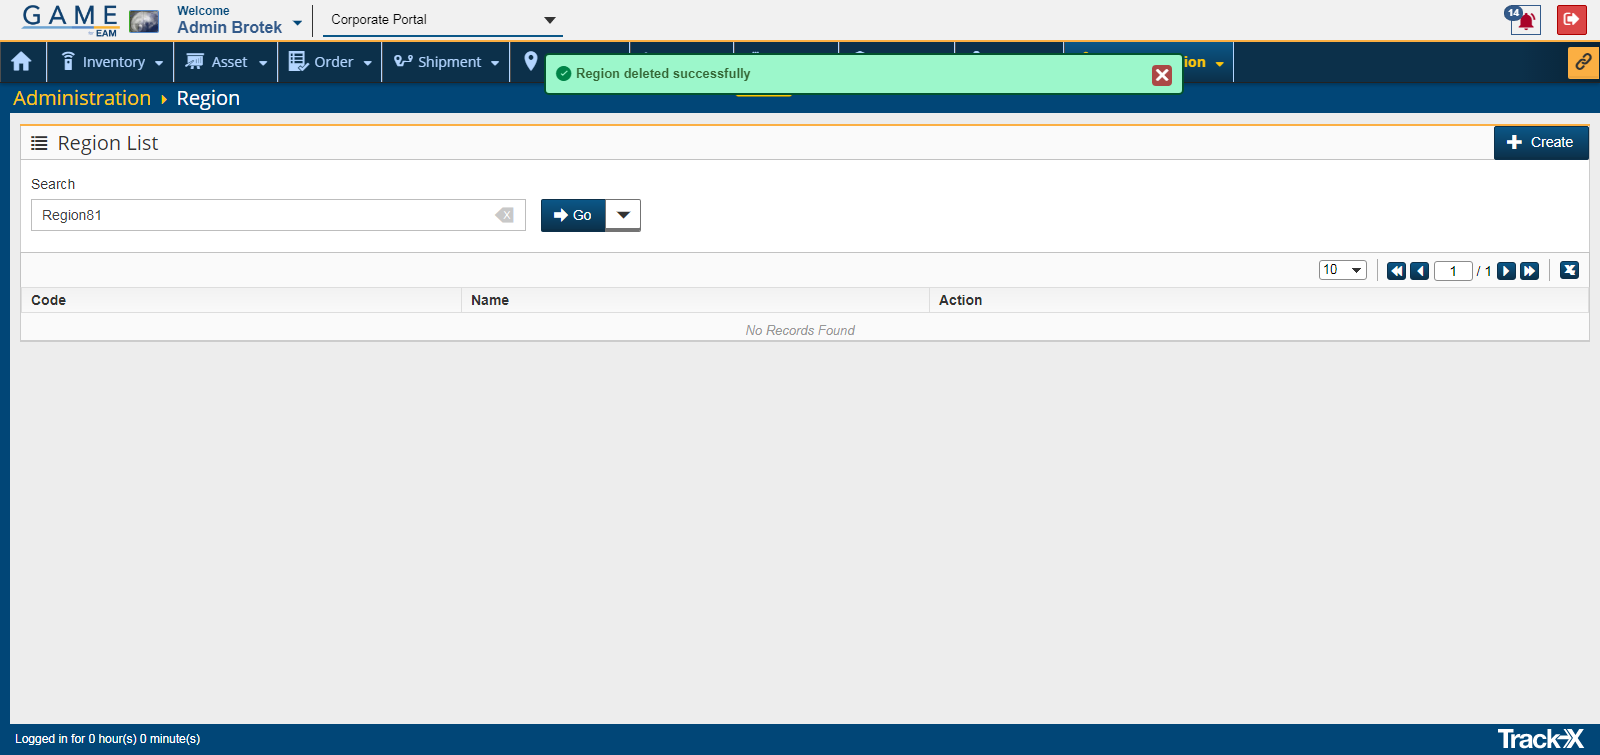 GAME
by EAM
Welcome
Admin Brotek
Corporate Portal
14
Inventory
Asset
Order
Shipment
Region deleted successfully
ion
Administration
Region
Region List
Create
Search
Region81
x
Go
10
1 / 1
Code Name Action
No Records Found
Logged in for 0 hour(s) 0 minute(s)
Track-X